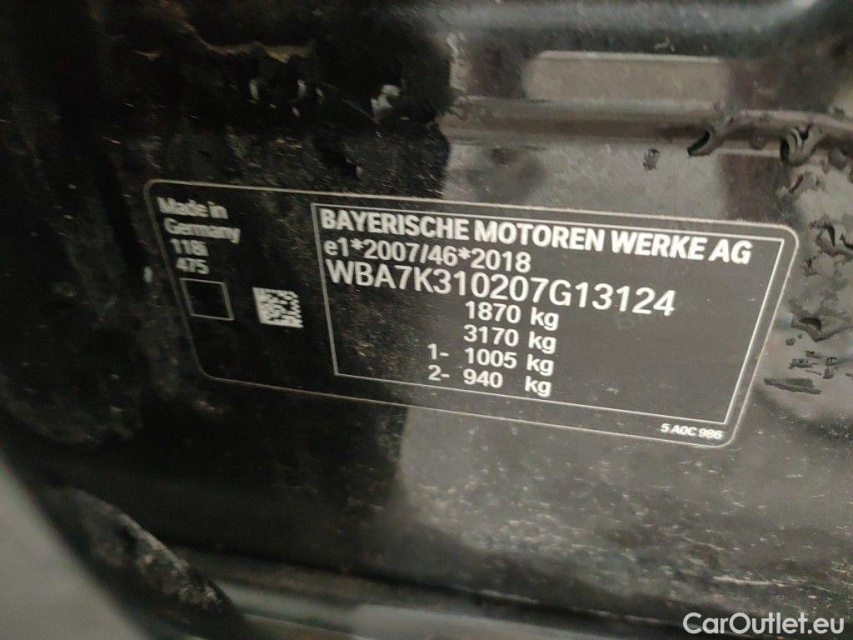 Made in
Germany
118i
475
BAYERISCHE MOTOREN WERKE AG
e1*2007/46*2018
WBA7K310207G13124
1870 kg
3170 kg
1- 1005 kg
2- 940 kg
5 A0C 986
CarOutlet.eu